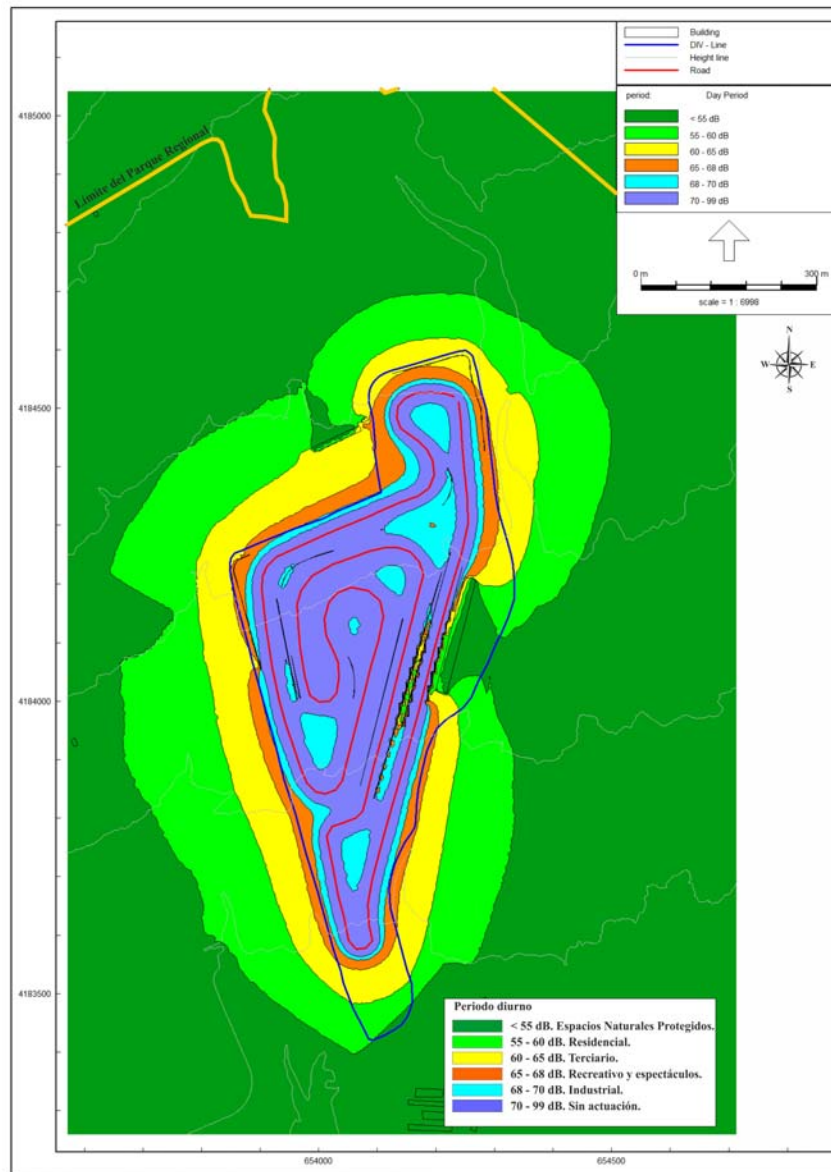 Building
DIV - Line
Height line
Road
period: Day Period
< 55 dB
55 - 60 dB
60 - 65 dB
65 - 68 dB
68 - 70 dB
70 - 99 dB
0 m 300 m
scale = 1 : 6998
N
W E
S
4185000
Limite del Parque Regional
4184500
4184000
4183500
Periodo diurno
< 55 dB. Espacios Naturales Protegidos.
55 - 60 dB. Residencial.
60 - 65 dB. Terciario.
65 - 68 dB. Recreativo y espectáculos.
68 - 70 dB. Industrial.
70 - 99 dB. Sin actuación.
654000 654500